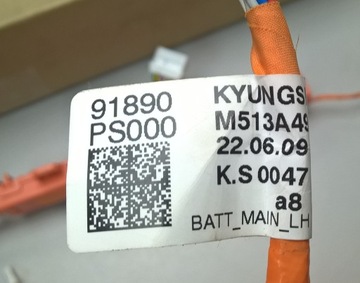 91890
PS000
KYUNGS
M513A49
22.06.09
K.S 0047
a8
BATT_MAIN_LH